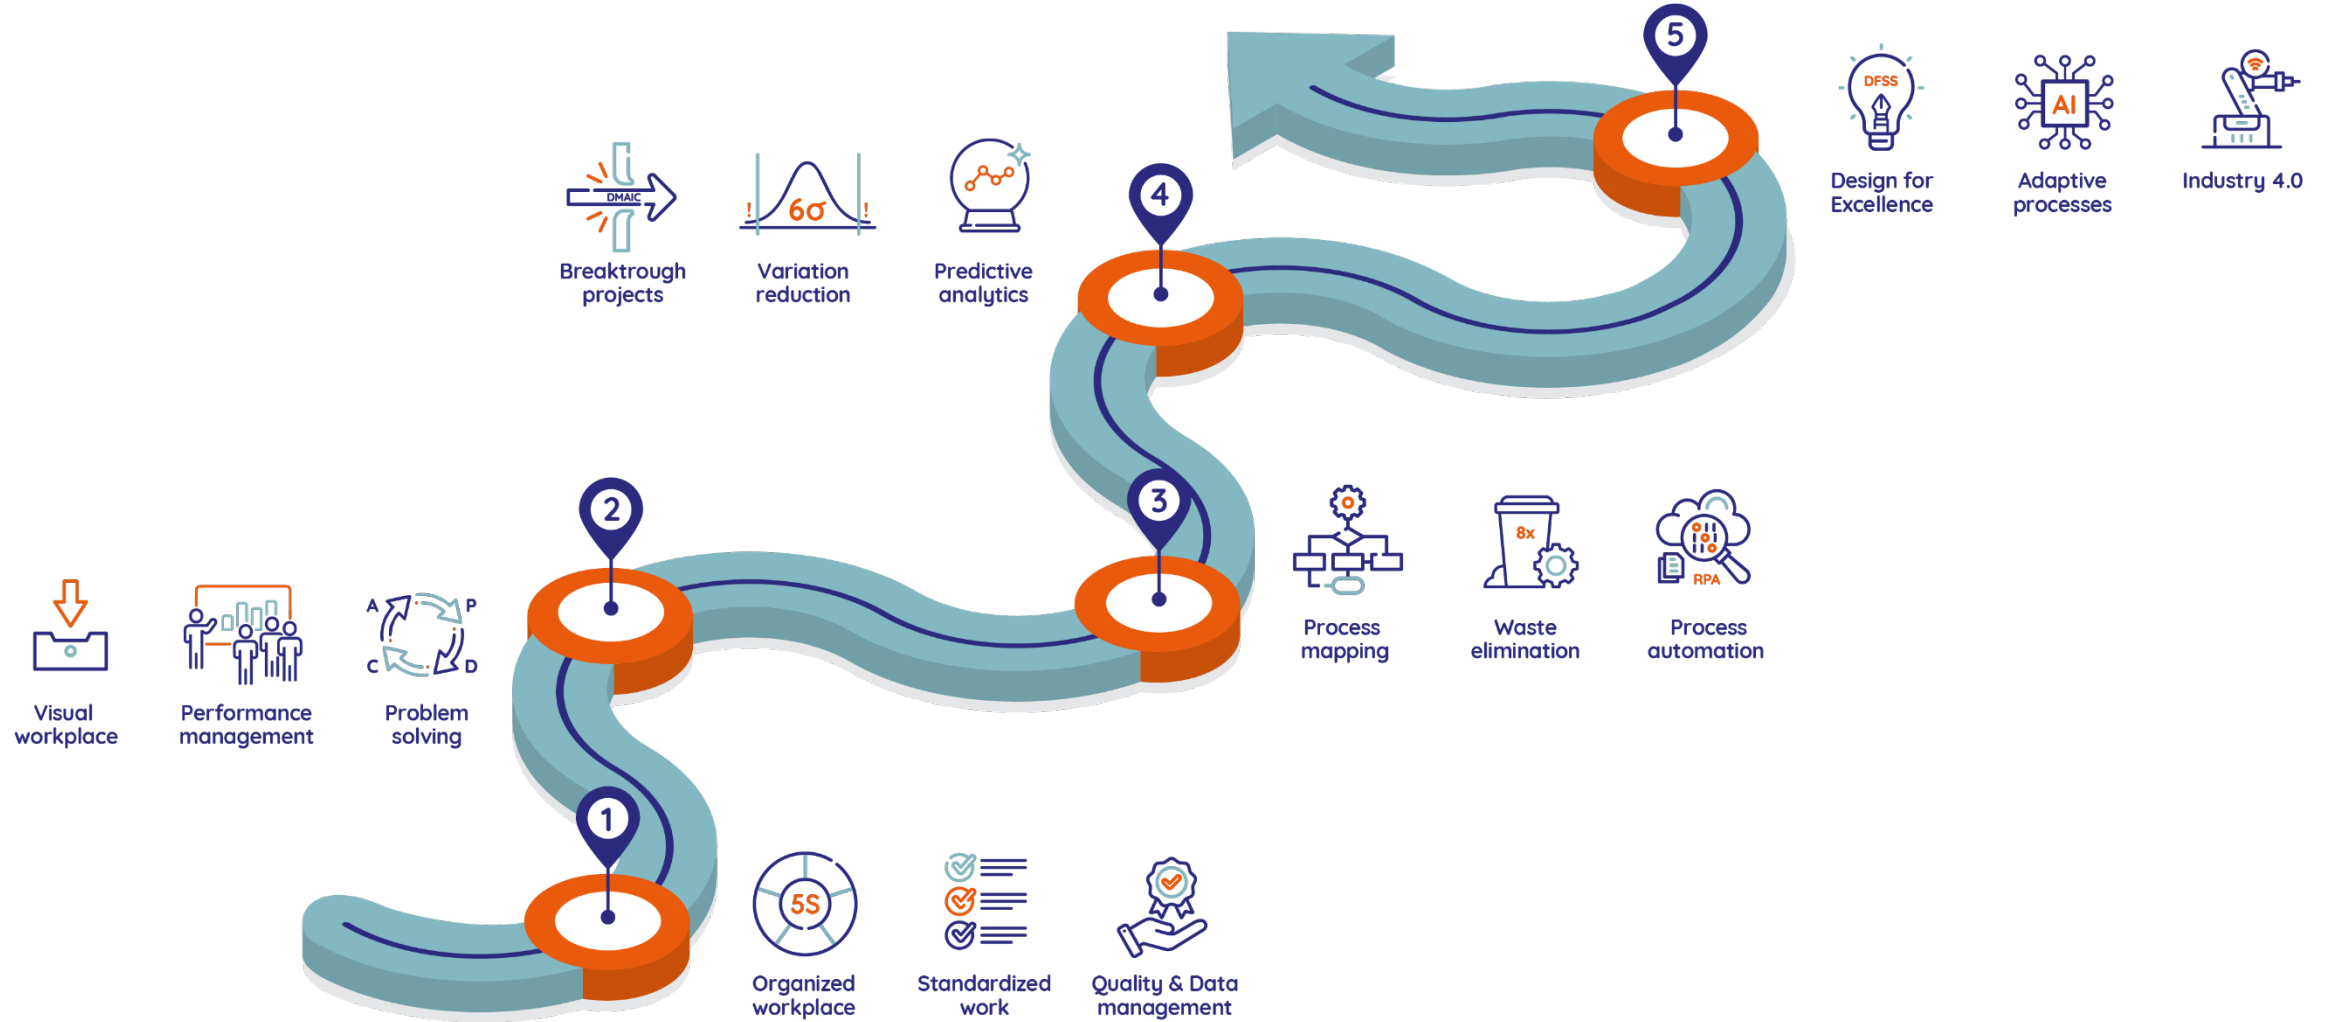 5
DFSS
AI
Design for
Excellence
Adaptive
processes
Industry 4.0
4
DMAIC
! 6σ !
Breaktrough
projects
Variation
reduction
Predictive
analytics
3
8x
RPA
Process
mapping
Waste
elimination
Process
automation
2
A P
C D
Visual
workplace
Performance
management
Problem
solving
1
5S
Organized
workplace
Standardized
work
Quality & Data
management